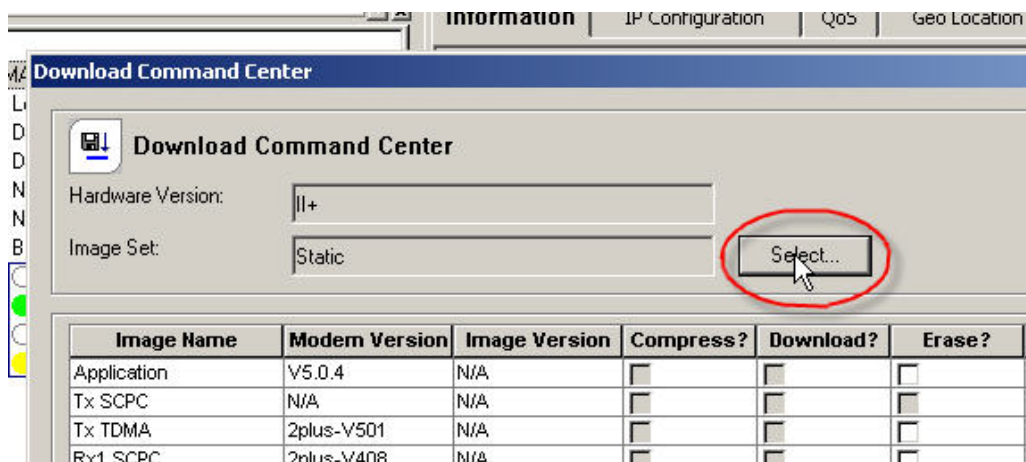 Information IP Configuration QoS Geo Location
Download Command Center
Download Command Center
D
D
N
N
B
Hardware Version: II+
Image Set: Static Select...
Image Name Modem Version Image Version Compress? Download? Erase?
Application V5.0.4 N/A
Tx SCPC N/A N/A
Tx TDMA 2plus-V501 N/A
Rx1 SCPC 2plus-V408 N/A